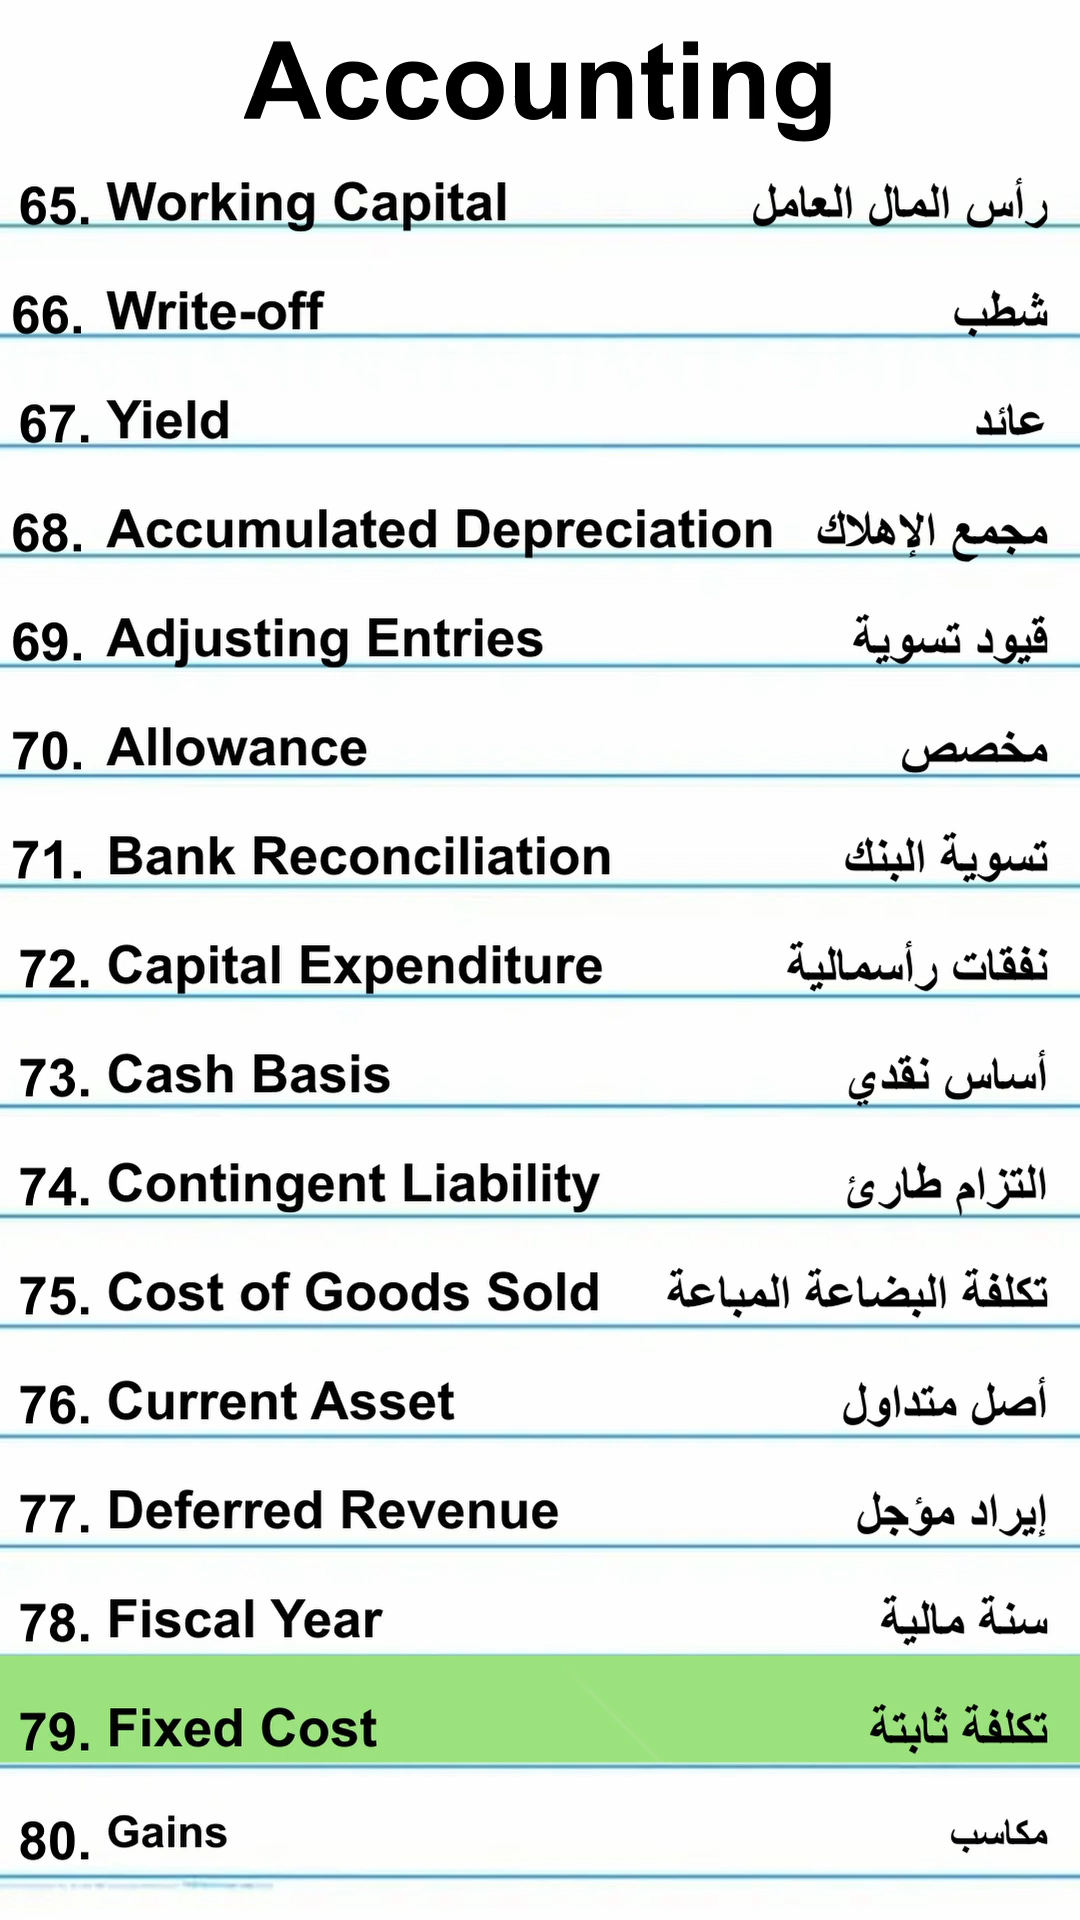 Accounting
65. Working Capital رأس المال العامل
66. Write-off شطب
67. Yield عائد
68. Accumulated Depreciation مجمع الإهلاك
69. Adjusting Entries قيود تسوية
70. Allowance مخصص
71. Bank Reconciliation تسوية البنك
72. Capital Expenditure نفقات رأسمالية
73. Cash Basis أساس نقدي
74. Contingent Liability التزام طارئ
75. Cost of Goods Sold تكلفة البضاعة المباعة
76. Current Asset أصل متداول
77. Deferred Revenue إيراد مؤجل
78. Fiscal Year سنة مالية
79. Fixed Cost تكلفة ثابتة
80. Gains مكاسب